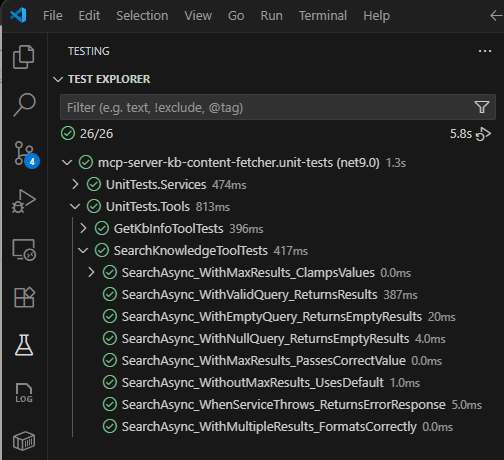 File Edit View Go Run Terminal Help
TESTING
TEST EXPLORER
Filter (e.g. text, !exclude, @tag)
26/26 5.8s
mcp-server-kb-content-fetcher.unit-tests (net9.0) 1.3s
UnitTests.Services 474ms
4
UnitTests.Tools 813ms
GetKbInfoToolTests 396ms
SearchKnowledgeToolTests 417ms
SearchAsync_WithMaxResults_ClampsValues 0.0ms
SearchAsync_WithValidQuery_ReturnsResults 387ms
SearchAsync_WithEmptyQuery_ReturnsEmptyResults 20ms
SearchAsync_WithNullQuery_ReturnsEmptyResults 4.0ms
SearchAsync_WithMaxResults_PassesCorrectValue 0.0ms
SearchAsync_WithoutMaxResults_UsesDefault 1.0ms
LOG
SearchAsync_WhenServiceThrows_ReturnsErrorResponse 5.0ms
SearchAsync_WithMultipleResults_FormatsCorrectly 0.0ms